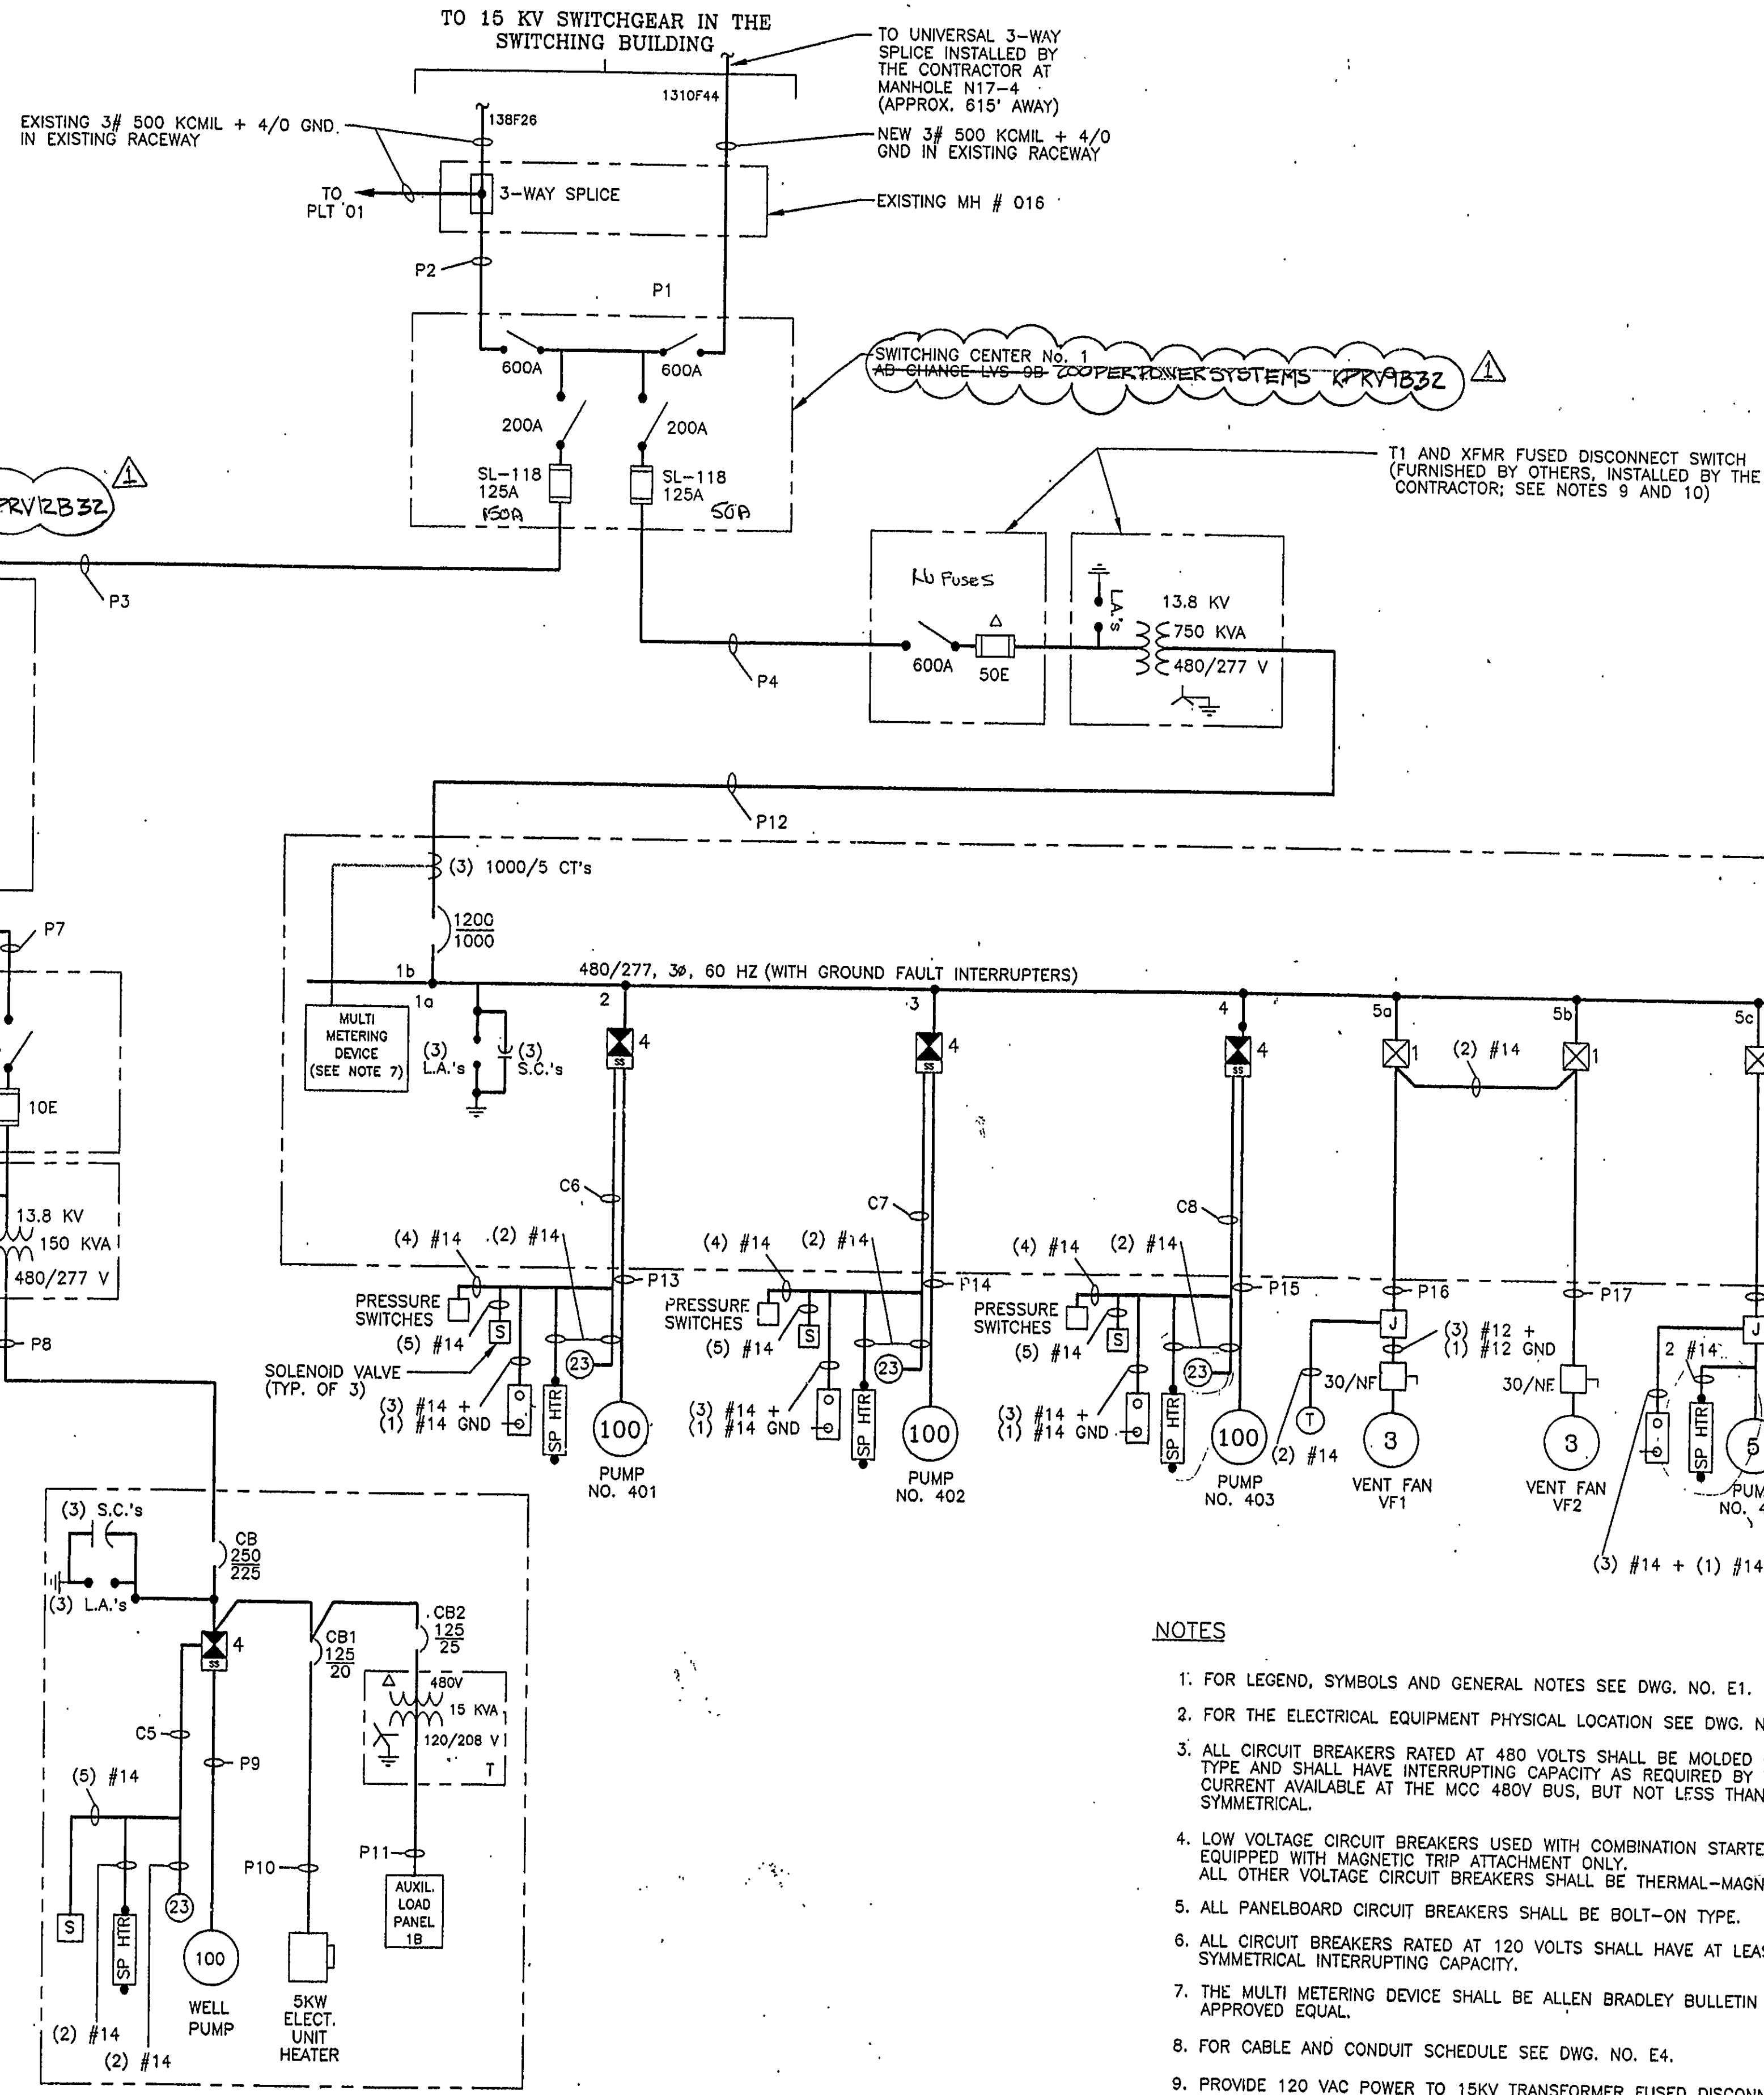 TO 15 KV SWITCHGEAR IN THE
SWITCHING BUILDING
TO UNIVERSAL 3-WAY
SPLICE INSTALLED BY
THE CONTRACTOR AT
MANHOLE N17-4
(APPROX. 615' AWAY)
1310F44
138F26
EXISTING 3# 500 KCMIL + 4/0 GND.
IN EXISTING RACEWAY
NEW 3# 500 KCMIL + 4/0
GND IN EXISTING RACEWAY
TO
PLT 01
3-WAY SPLICE
EXISTING MH # 016
P2
P1
600A
600A
SWITCHING CENTER No. 1
AB CHANGE LVS-9B COOPER POWER SYSTEMS KPRV9B32
1
200A
200A
SL-118
125A
150A
SL-118
125A
50A
T1 AND XFMR FUSED DISCONNECT SWITCH
(FURNISHED BY OTHERS, INSTALLED BY THE
CONTRACTOR; SEE NOTES 9 AND 10)
1
PRV12B32
P3
No Fuses
600A
50E
L.A.'s
13.8 KV
750 KVA
480/277 V
P4
P12
(3) 1000/5 CT's
1200
1000
P7
1b
480/277, 3ø, 60 HZ (WITH GROUND FAULT INTERRUPTERS)
1a
2
3
4
5a
5b
5c
MULTI
METERING
DEVICE
(SEE NOTE 7)
(3)
L.A.'s
(3)
S.C.'s
4
SS
4
SS
4
SS
1
(2) #14
1
10E
C6
C7
C8
13.8 KV
150 KVA
480/277 V
(4) #14
(2) #14
(4) #14
(2) #14
(4) #14
(2) #14
P13
P14
P15
P16
P17
PRESSURE
SWITCHES
PRESSURE
SWITCHES
PRESSURE
SWITCHES
(5) #14
S
(5) #14
S
(5) #14
S
J
(3) #12 +
(1) #12 GND
J
2 #14
P8
SOLENOID VALVE
(TYP. OF 3)
23
23
23
30/NF
30/NF
(3) #14 +
(1) #14 GND
(3) #14 +
(1) #14 GND
(3) #14 +
(1) #14 GND
SP HTR
SP HTR
SP HTR
SP HTR
T
(2) #14
100
100
100
3
3
5
PUMP
NO. 401
PUMP
NO. 402
PUMP
NO. 403
VENT FAN
VF1
VENT FAN
VF2
PUM
NO. 4
(3) #14 + (1) #14
(3) S.C.'s
(3) L.A.'s
CB
250
225
4
SS
CB1
125
20
CB2
125
25
480V
15 KVA
120/208 V
T
C5
P9
(5) #14
P10
P11
AUXIL.
LOAD
PANEL
1B
S
SP HTR
23
100
WELL
PUMP
5KW
ELECT.
UNIT
HEATER
(2) #14
(2) #14
NOTES
1. FOR LEGEND, SYMBOLS AND GENERAL NOTES SEE DWG. NO. E1.
2. FOR THE ELECTRICAL EQUIPMENT PHYSICAL LOCATION SEE DWG. N
3. ALL CIRCUIT BREAKERS RATED AT 480 VOLTS SHALL BE MOLDED
TYPE AND SHALL HAVE INTERRUPTING CAPACITY AS REQUIRED BY
CURRENT AVAILABLE AT THE MCC 480V BUS, BUT NOT LESS THAN
SYMMETRICAL.
4. LOW VOLTAGE CIRCUIT BREAKERS USED WITH COMBINATION STARTE
EQUIPPED WITH MAGNETIC TRIP ATTACHMENT ONLY.
ALL OTHER VOLTAGE CIRCUIT BREAKERS SHALL BE THERMAL-MAGN
5. ALL PANELBOARD CIRCUIT BREAKERS SHALL BE BOLT-ON TYPE.
6. ALL CIRCUIT BREAKERS RATED AT 120 VOLTS SHALL HAVE AT LEAS
SYMMETRICAL INTERRUPTING CAPACITY.
7. THE MULTI METERING DEVICE SHALL BE ALLEN BRADLEY BULLETIN
APPROVED EQUAL.
8. FOR CABLE AND CONDUIT SCHEDULE SEE DWG. NO. E4.
9. PROVIDE 120 VAC POWER TO 15KV TRANSFORMER FUSED DISCONN